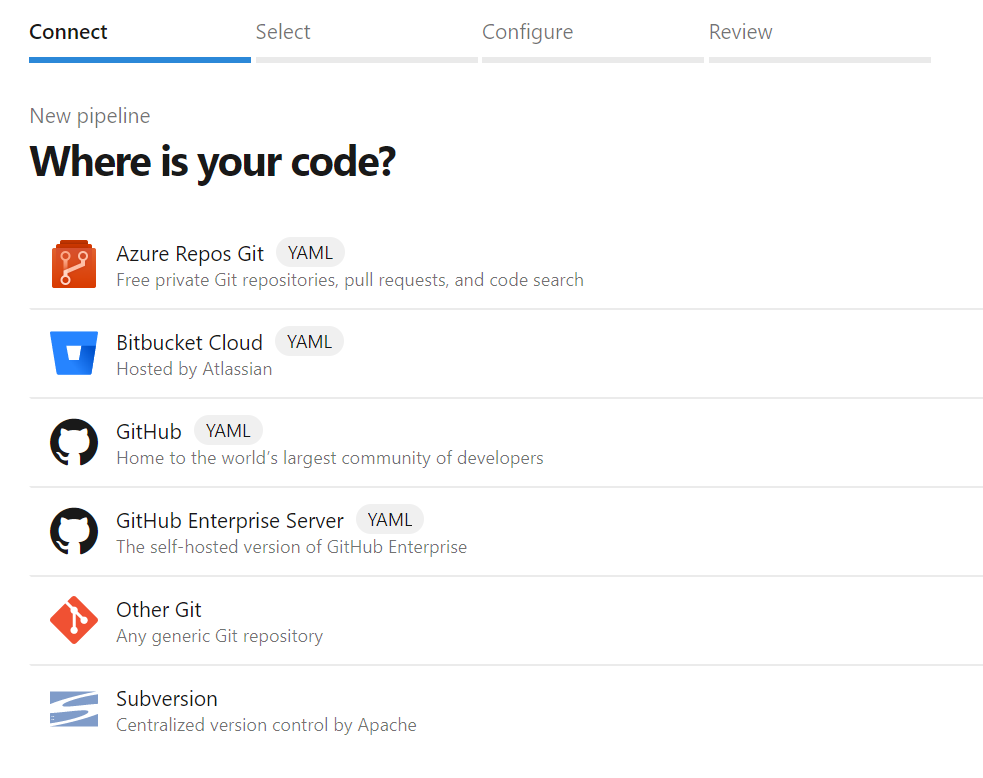 Connect Select Configure Review
New pipeline
Where is your code?
Azure Repos Git YAML
Free private Git repositories, pull requests, and code search
Bitbucket Cloud YAML
Hosted by Atlassian
GitHub YAML
Home to the world's largest community of developers
GitHub Enterprise Server YAML
The self-hosted version of GitHub Enterprise
Other Git
Any generic Git repository
Subversion
Centralized version control by Apache